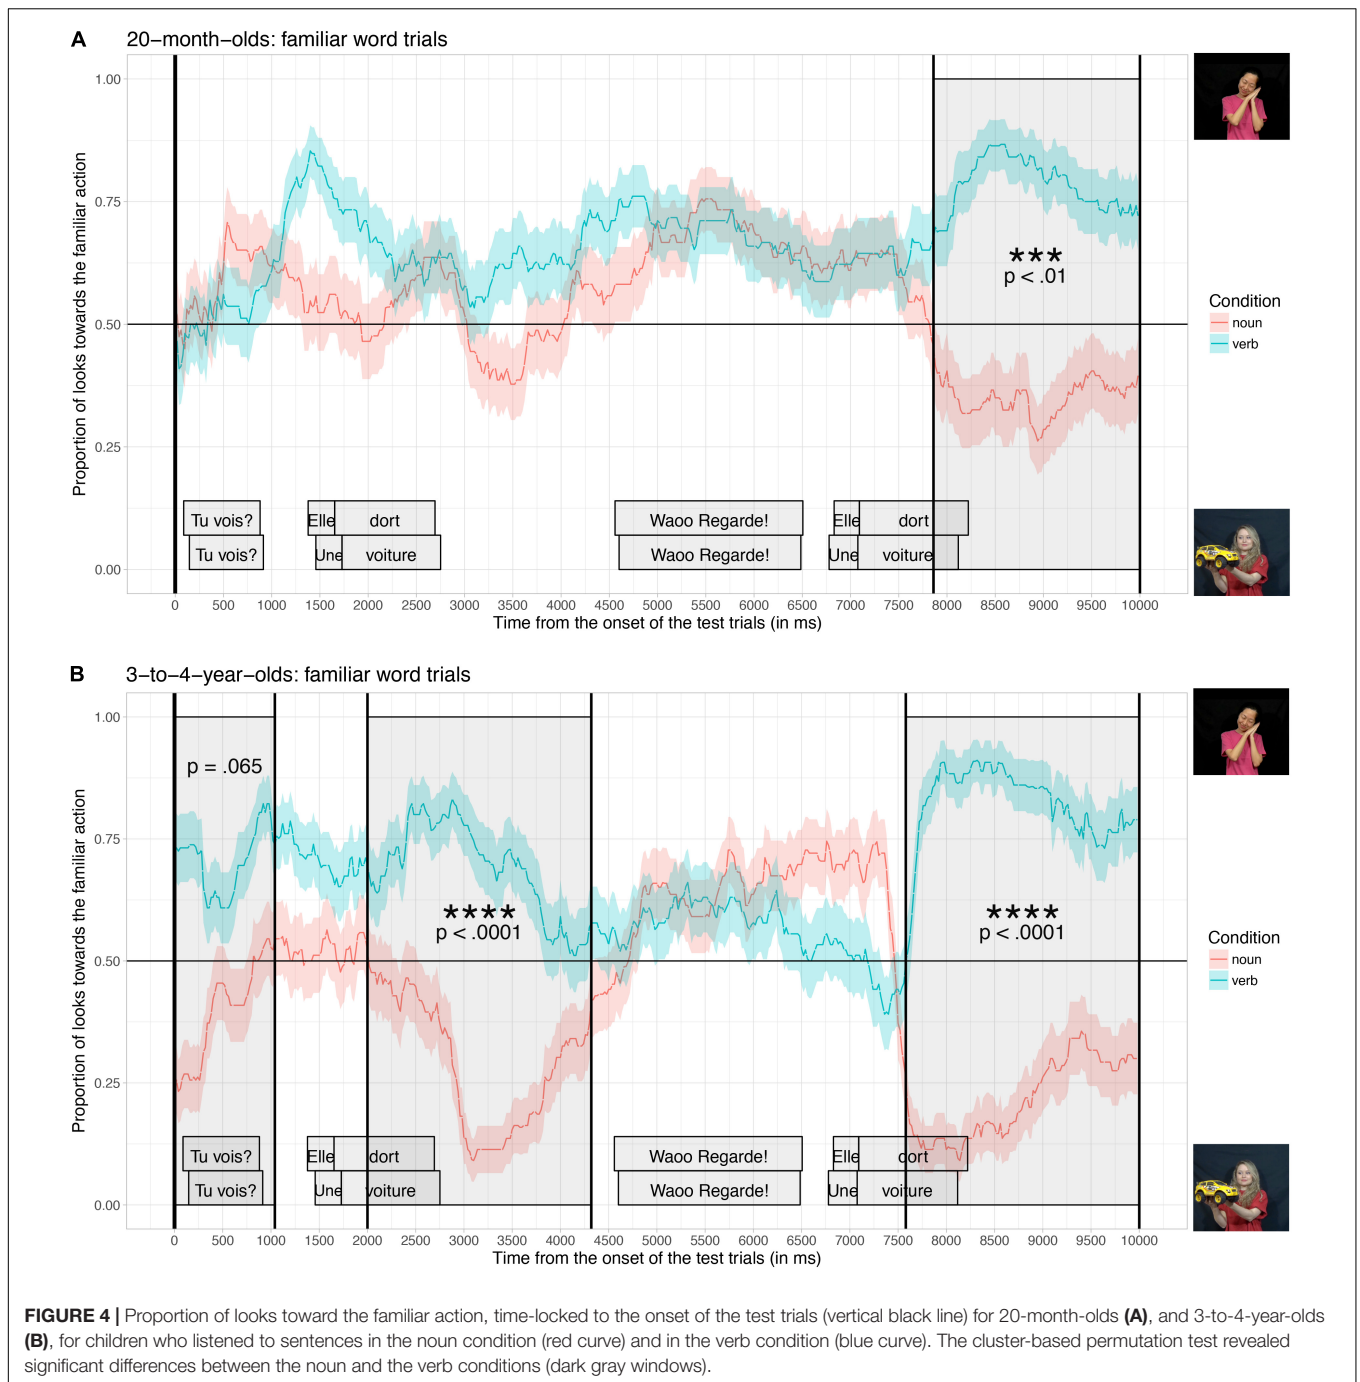 A 20−month−olds: familiar word trials
Proportion of looks towards the familiar action
1.00
0.75
0.50
0.25
0.00
***
p < .01
Condition
noun
verb
Tu vois? Elle dort Waoo Regarde! Elle dort
Tu vois? Une voiture Waoo Regarde! Une voiture
0 500 1000 1500 2000 2500 3000 3500 4000 4500 5000 5500 6000 6500 7000 7500 8000 8500 9000 9500 10000
Time from the onset of the test trials (in ms)
B 3−to−4−year−olds: familiar word trials
Proportion of looks towards the familiar action
1.00
0.75
0.50
0.25
0.00
p = .065
****
p < .0001
****
p < .0001
Condition
noun
verb
Tu vois? Elle dort Waoo Regarde! Elle dort
Tu vois? Une voiture Waoo Regarde! Une voiture
0 500 1000 1500 2000 2500 3000 3500 4000 4500 5000 5500 6000 6500 7000 7500 8000 8500 9000 9500 10000
Time from the onset of the test trials (in ms)
FIGURE 4 | Proportion of looks toward the familiar action, time-locked to the onset of the test trials (vertical black line) for 20-month-olds (A), and 3-to-4-year-olds
(B), for children who listened to sentences in the noun condition (red curve) and in the verb condition (blue curve). The cluster-based permutation test revealed
significant differences between the noun and the verb conditions (dark gray windows).